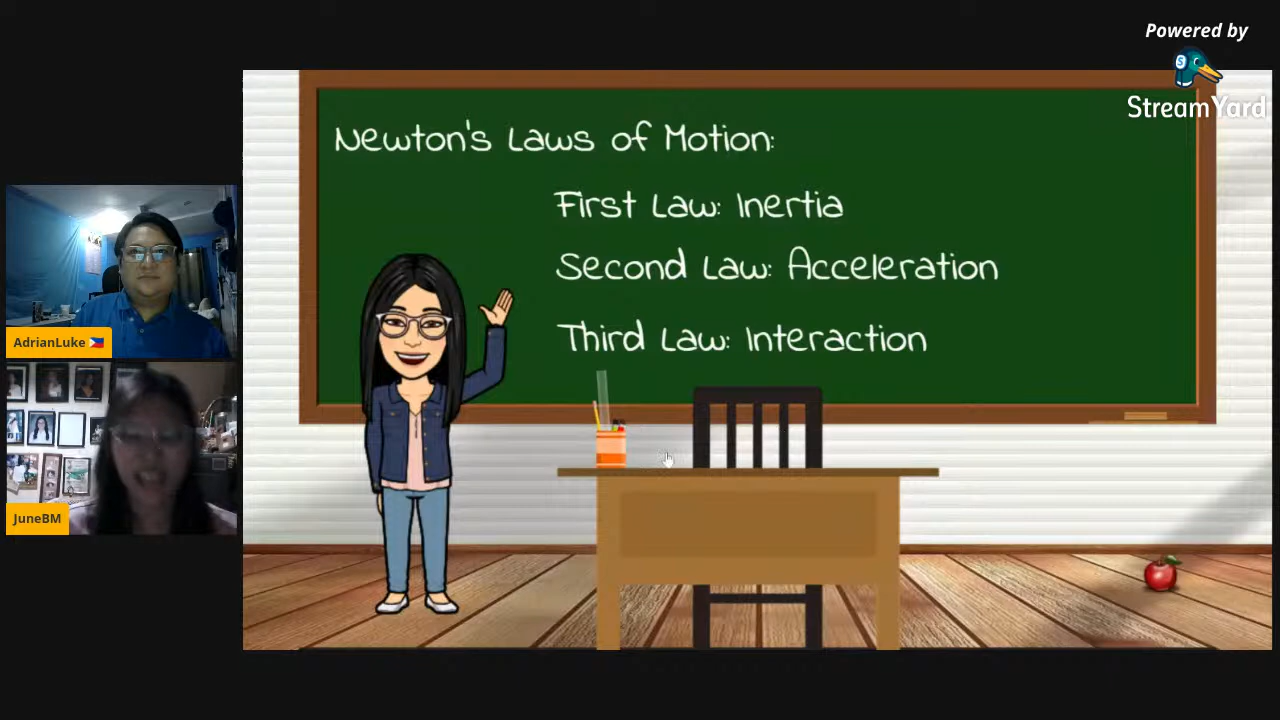 Powered by
StreamYard
Newton's Laws of Motion:
First Law: Inertia
Second Law: Acceleration
Third Law: Interaction
AdrianLuke 🇵🇭
JuneBM